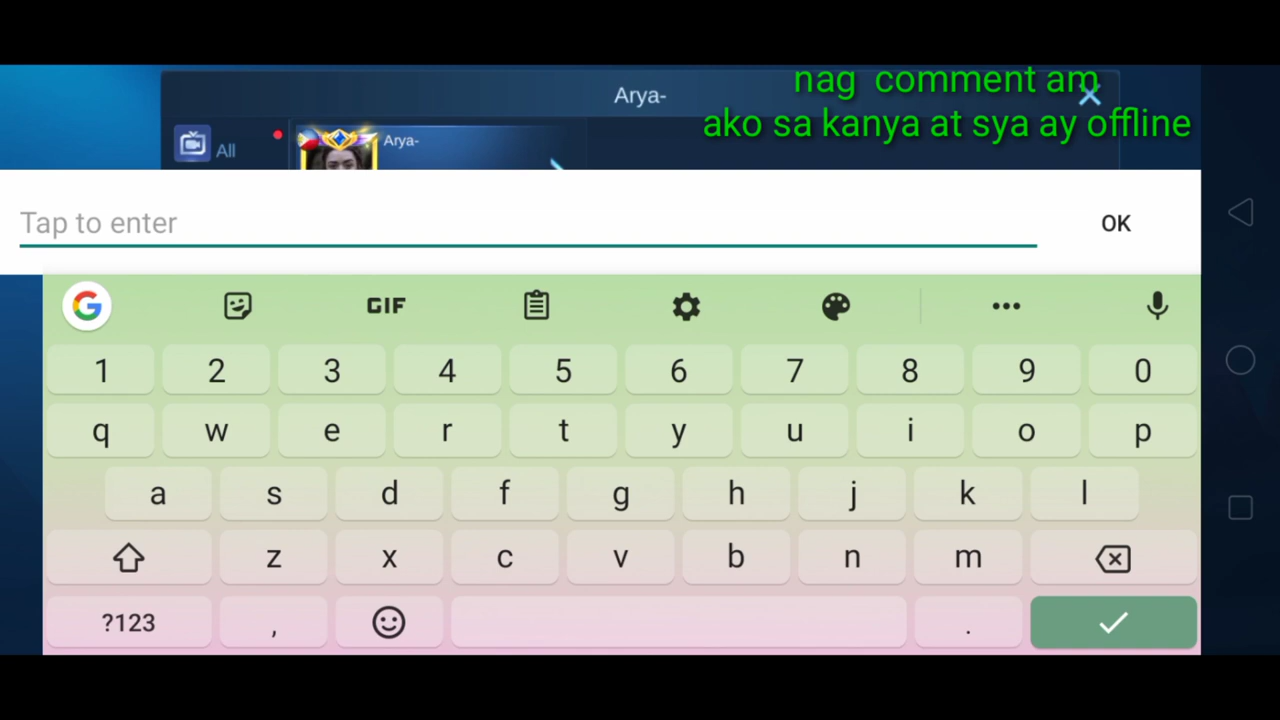 nag comment am
Arya-
ako sa kanya at sya ay offline
All
Arya-
Tap to enter
OK
G
GIF
1 2 3 4 5 6 7 8 9 0
q w e r t y u i o p
a s d f g h j k l
z x c v b n m
?123 , .